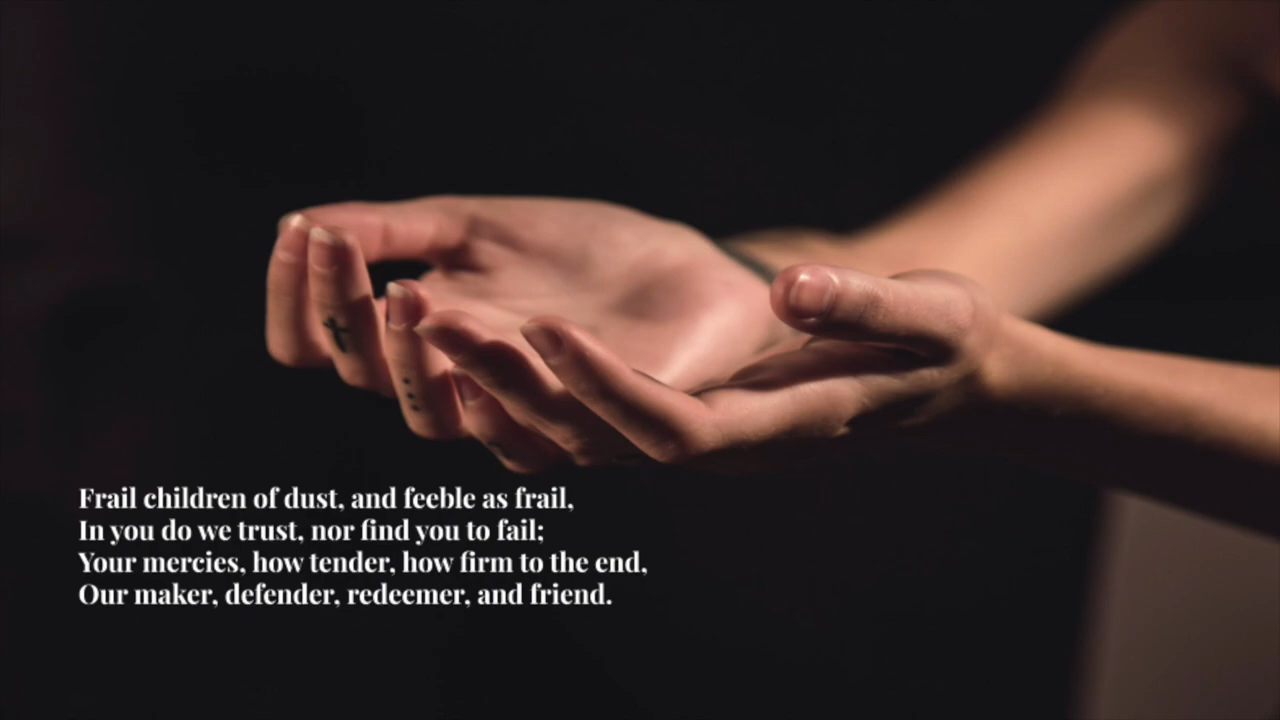 Frail children of dust, and feeble as frail,
In you do we trust, nor find you to fail;
Your mercies, how tender, how firm to the end,
Our maker, defender, redeemer, and friend.